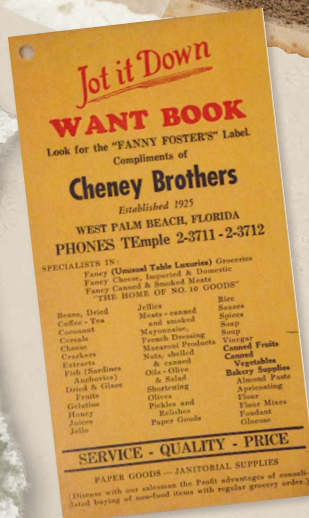 Jot it Down
WANT BOOK
Look for the "FANNY FOSTER'S" Label.
Compliments of
Cheney Brothers
Established 1925
WEST PALM BEACH, FLORIDA
PHONES TEmple 2-3711 - 2-3712
SPECIALISTS IN:
Fancy (Unusual Table Luxuries) Groceries
Fancy Cheese, Imported & Domestic
Fancy Canned & Smoked Meats
"THE HOME OF NO. 10 GOODS"
Beans, Dried
Coffee - Tea
Cocoanut
Cereals
Cheese
Crackers
Extracts
Fish (Sardines
Anchovies)
Dried & Glase
Fruits
Gelatine
Honey
Juices
Jello
Jellies
Meats - canned
and smoked
Mayonnaise,
French Dressing
Macaroni Products
Nuts, shelled
& canned
Oils - Olive
& Salad
Shortening
Olives
Pickles and
Relishes
Paper Goods
Rice
Sauces
Spices
Soap
Soup
Vinegar
Canned Fruits
Canned
Vegetables
Bakery Supplies
Almond Paste
Apricoating
Flour
Flour Mixes
Fondant
Glucose
SERVICE - QUALITY - PRICE
PAPER GOODS — JANITORIAL SUPPLIES
(Discuss with our salesman the Profit advantages of consoli-
dated buying of non-food items with regular grocery order.)